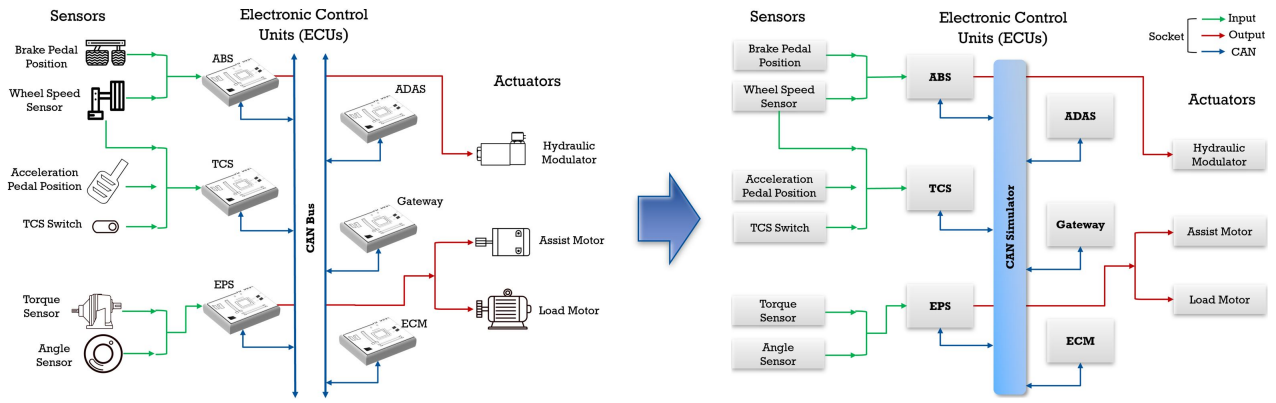 Sensors
Electronic Control
Units (ECUs)
Brake Pedal
Position
Wheel Speed
Sensor
Acceleration
Pedal Position
TCS Switch
Torque
Sensor
Angle
Sensor
ABS
TCS
EPS
CAN Bus
ADAS
Gateway
ECM
Actuators
Hydraulic
Modulator
Assist Motor
Load Motor
Sensors
Electronic Control
Units (ECUs)
Socket
Input
Output
CAN
Brake Pedal
Position
Wheel Speed
Sensor
Acceleration
Pedal Position
TCS Switch
Torque
Sensor
Angle
Sensor
ABS
TCS
EPS
CAN Simulator
ADAS
Gateway
ECM
Actuators
Hydraulic
Modulator
Assist Motor
Load Motor